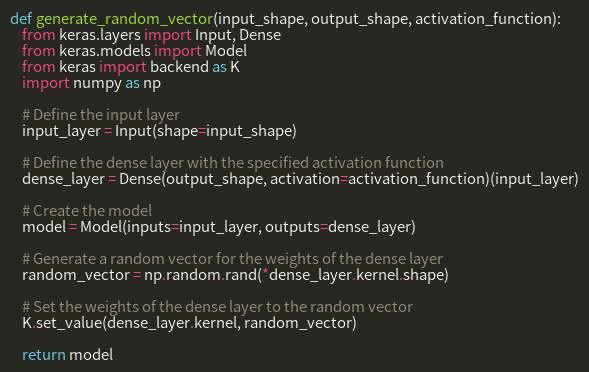 def generate_random_vector(input_shape, output_shape, activation_function):
from keras.layers import Input, Dense
from keras.models import Model
from keras import backend as K
import numpy as np
# Define the input layer
input_layer = Input(shape=input_shape)
# Define the dense layer with the specified activation function
dense_layer = Dense(output_shape, activation=activation_function)(input_layer)
# Create the model
model = Model(inputs=input_layer, outputs=dense_layer)
# Generate a random vector for the weights of the dense layer
random_vector = np.random.rand(*dense_layer.kernel.shape)
# Set the weights of the dense layer to the random vector
K.set_value(dense_layer.kernel, random_vector)
return model